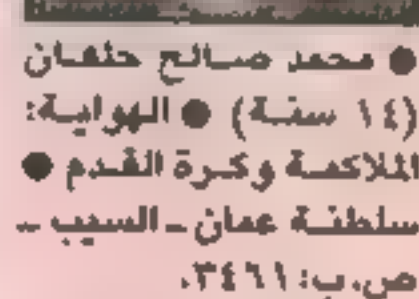 ● محمد صالح حلفان
(١٤ سنة) ● الهواية:
الملاكمة وكرة القدم ●
سلطنة عمان ـ السيب ـ
ص.ب: ٣٤٦١١.